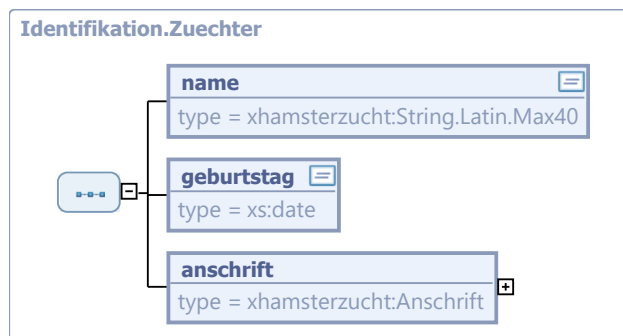 Identifikation.Zuechter
name
type = xhamsterzucht:String.Latin.Max40
geburtstag
type = xs:date
anschrift
type = xhamsterzucht:Anschrift